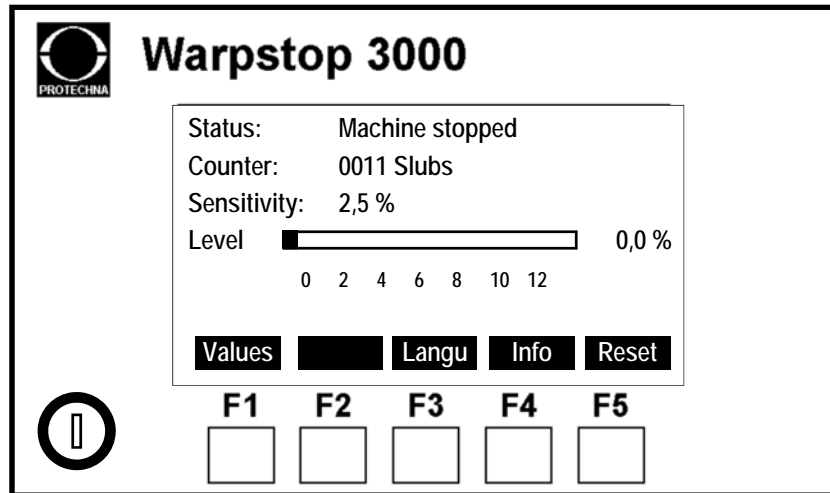 PROTECHNA
Warpstop 3000
Status: Machine stopped
Counter: 0011 Slubs
Sensitivity: 2,5 %
Level 0,0 %
0 2 4 6 8 10 12
Values Langu Info Reset
F1 F2 F3 F4 F5